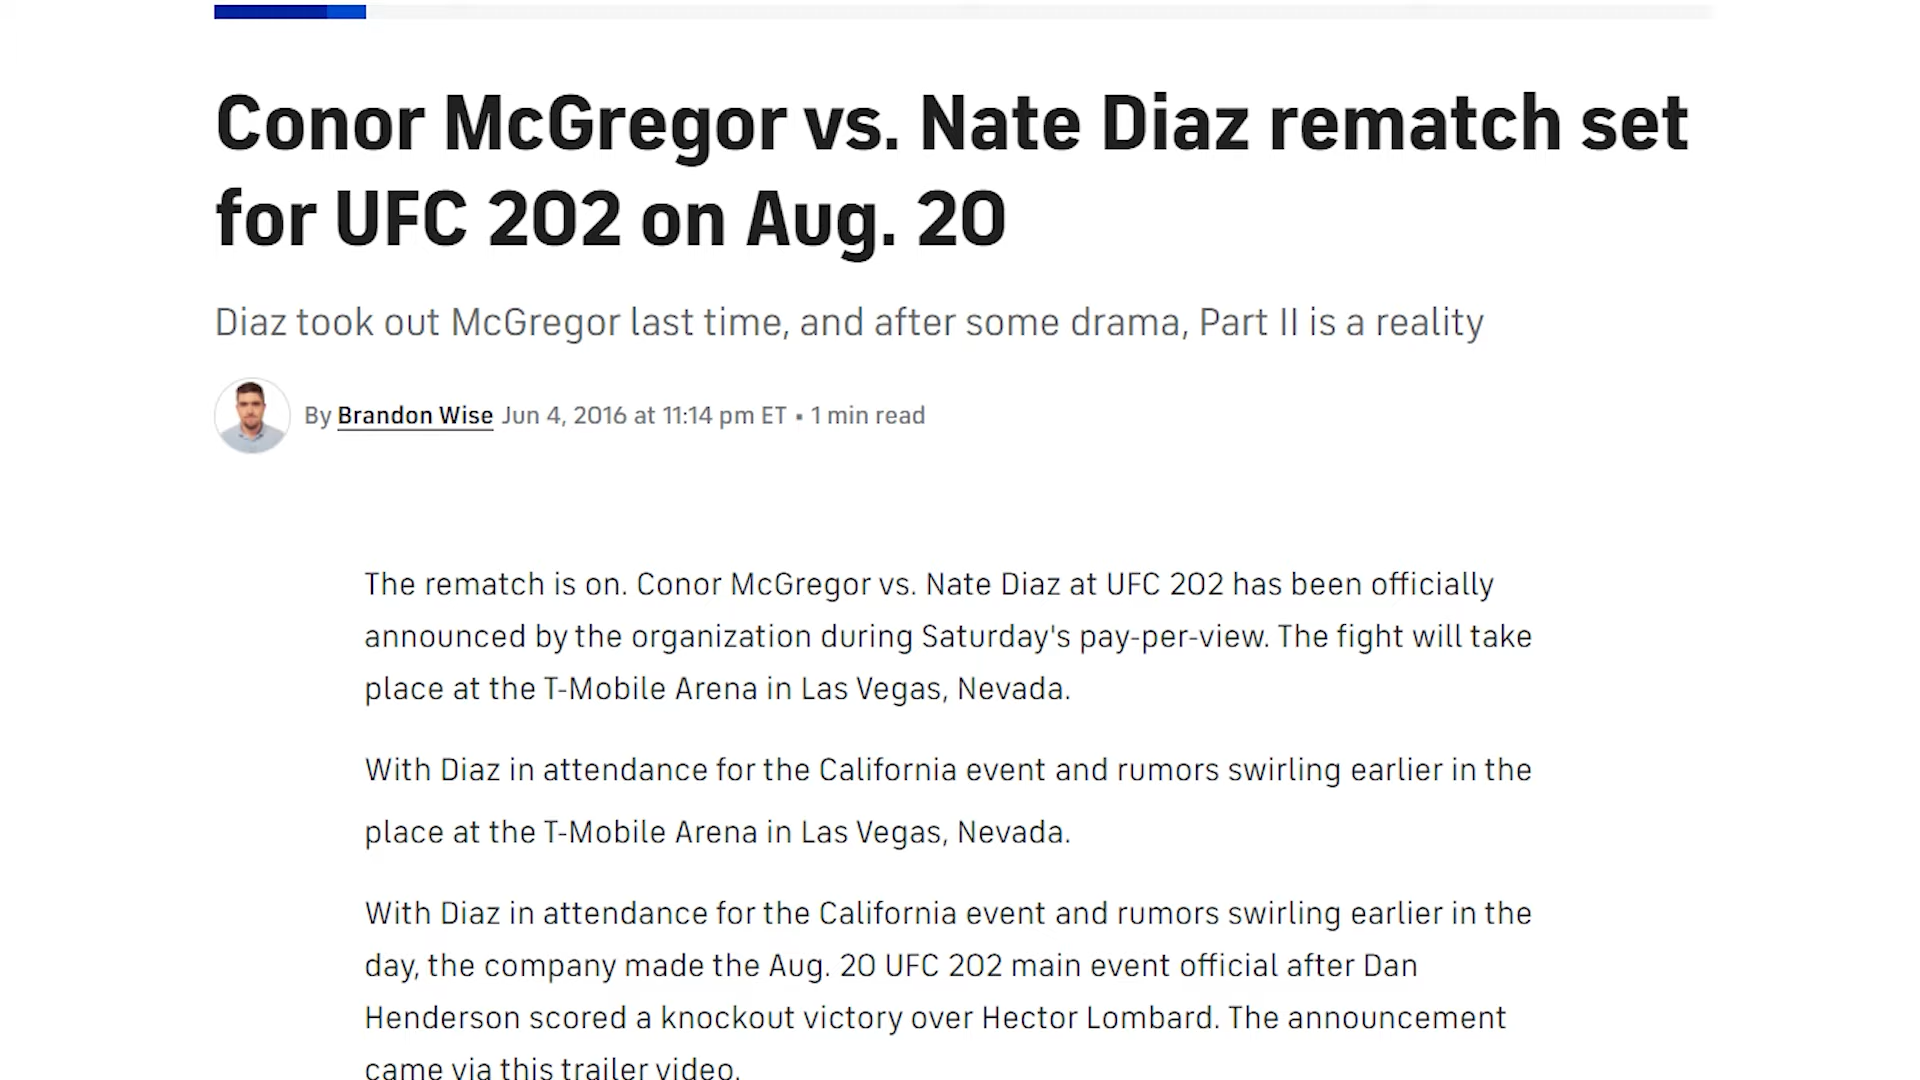 Conor McGregor vs. Nate Diaz rematch set
for UFC 202 on Aug. 20
Diaz took out McGregor last time, and after some drama, Part II is a reality
By Brandon Wise Jun 4, 2016 at 11:14 pm ET • 1 min read
The rematch is on. Conor McGregor vs. Nate Diaz at UFC 202 has been officially
announced by the organization during Saturday's pay-per-view. The fight will take
place at the T-Mobile Arena in Las Vegas, Nevada.
With Diaz in attendance for the California event and rumors swirling earlier in the
place at the T-Mobile Arena in Las Vegas, Nevada.
With Diaz in attendance for the California event and rumors swirling earlier in the
day, the company made the Aug. 20 UFC 202 main event official after Dan
Henderson scored a knockout victory over Hector Lombard. The announcement
came via this trailer video.